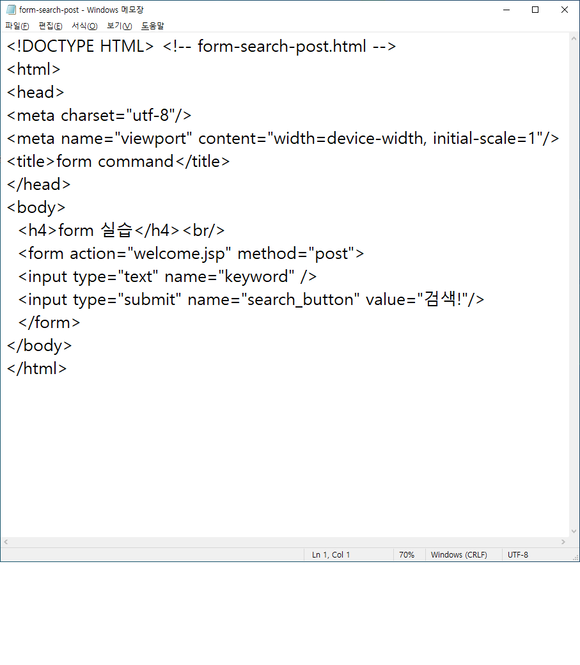 form-search-post - Windows 메모장
파일(F) 편집(E) 서식(O) 보기(V) 도움말
<!DOCTYPE HTML> <!-- form-search-post.html -->
<html>
<head>
<meta charset="utf-8"/>
<meta name="viewport" content="width=device-width, initial-scale=1"/>
<title>form command</title>
</head>
<body>
  <h4>form 실습</h4><br/>
  <form action="welcome.jsp" method="post">
  <input type="text" name="keyword" />
  <input type="submit" name="search_button" value="검색!"/>
  </form>
</body>
</html>
Ln 1, Col 1 70% Windows (CRLF) UTF-8